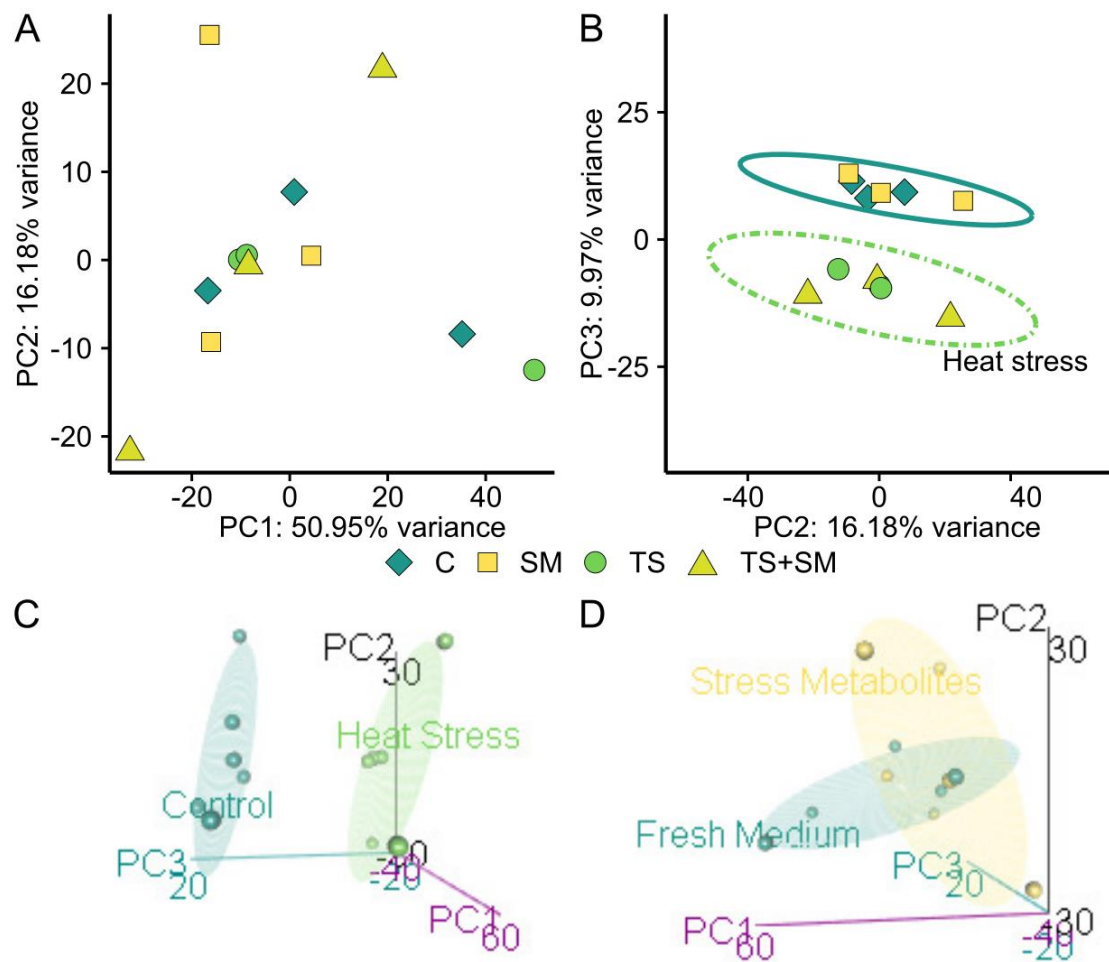 A
PC2: 16.18% variance
20
10
0
-10
-20
-20
0
20
40
PC1: 50.95% variance
B
PC3: 9.97% variance
25
0
-25
Heat stress
-40
0
40
PC2: 16.18% variance
C
SM
TS
TS+SM
C
PC2
30
Heat Stress
Control
PC3
20
-40
-20
PC1
60
D
PC2
30
Stress Metabolites
Fresh Medium
PC3
20
PC1
60
-30
-40
-20